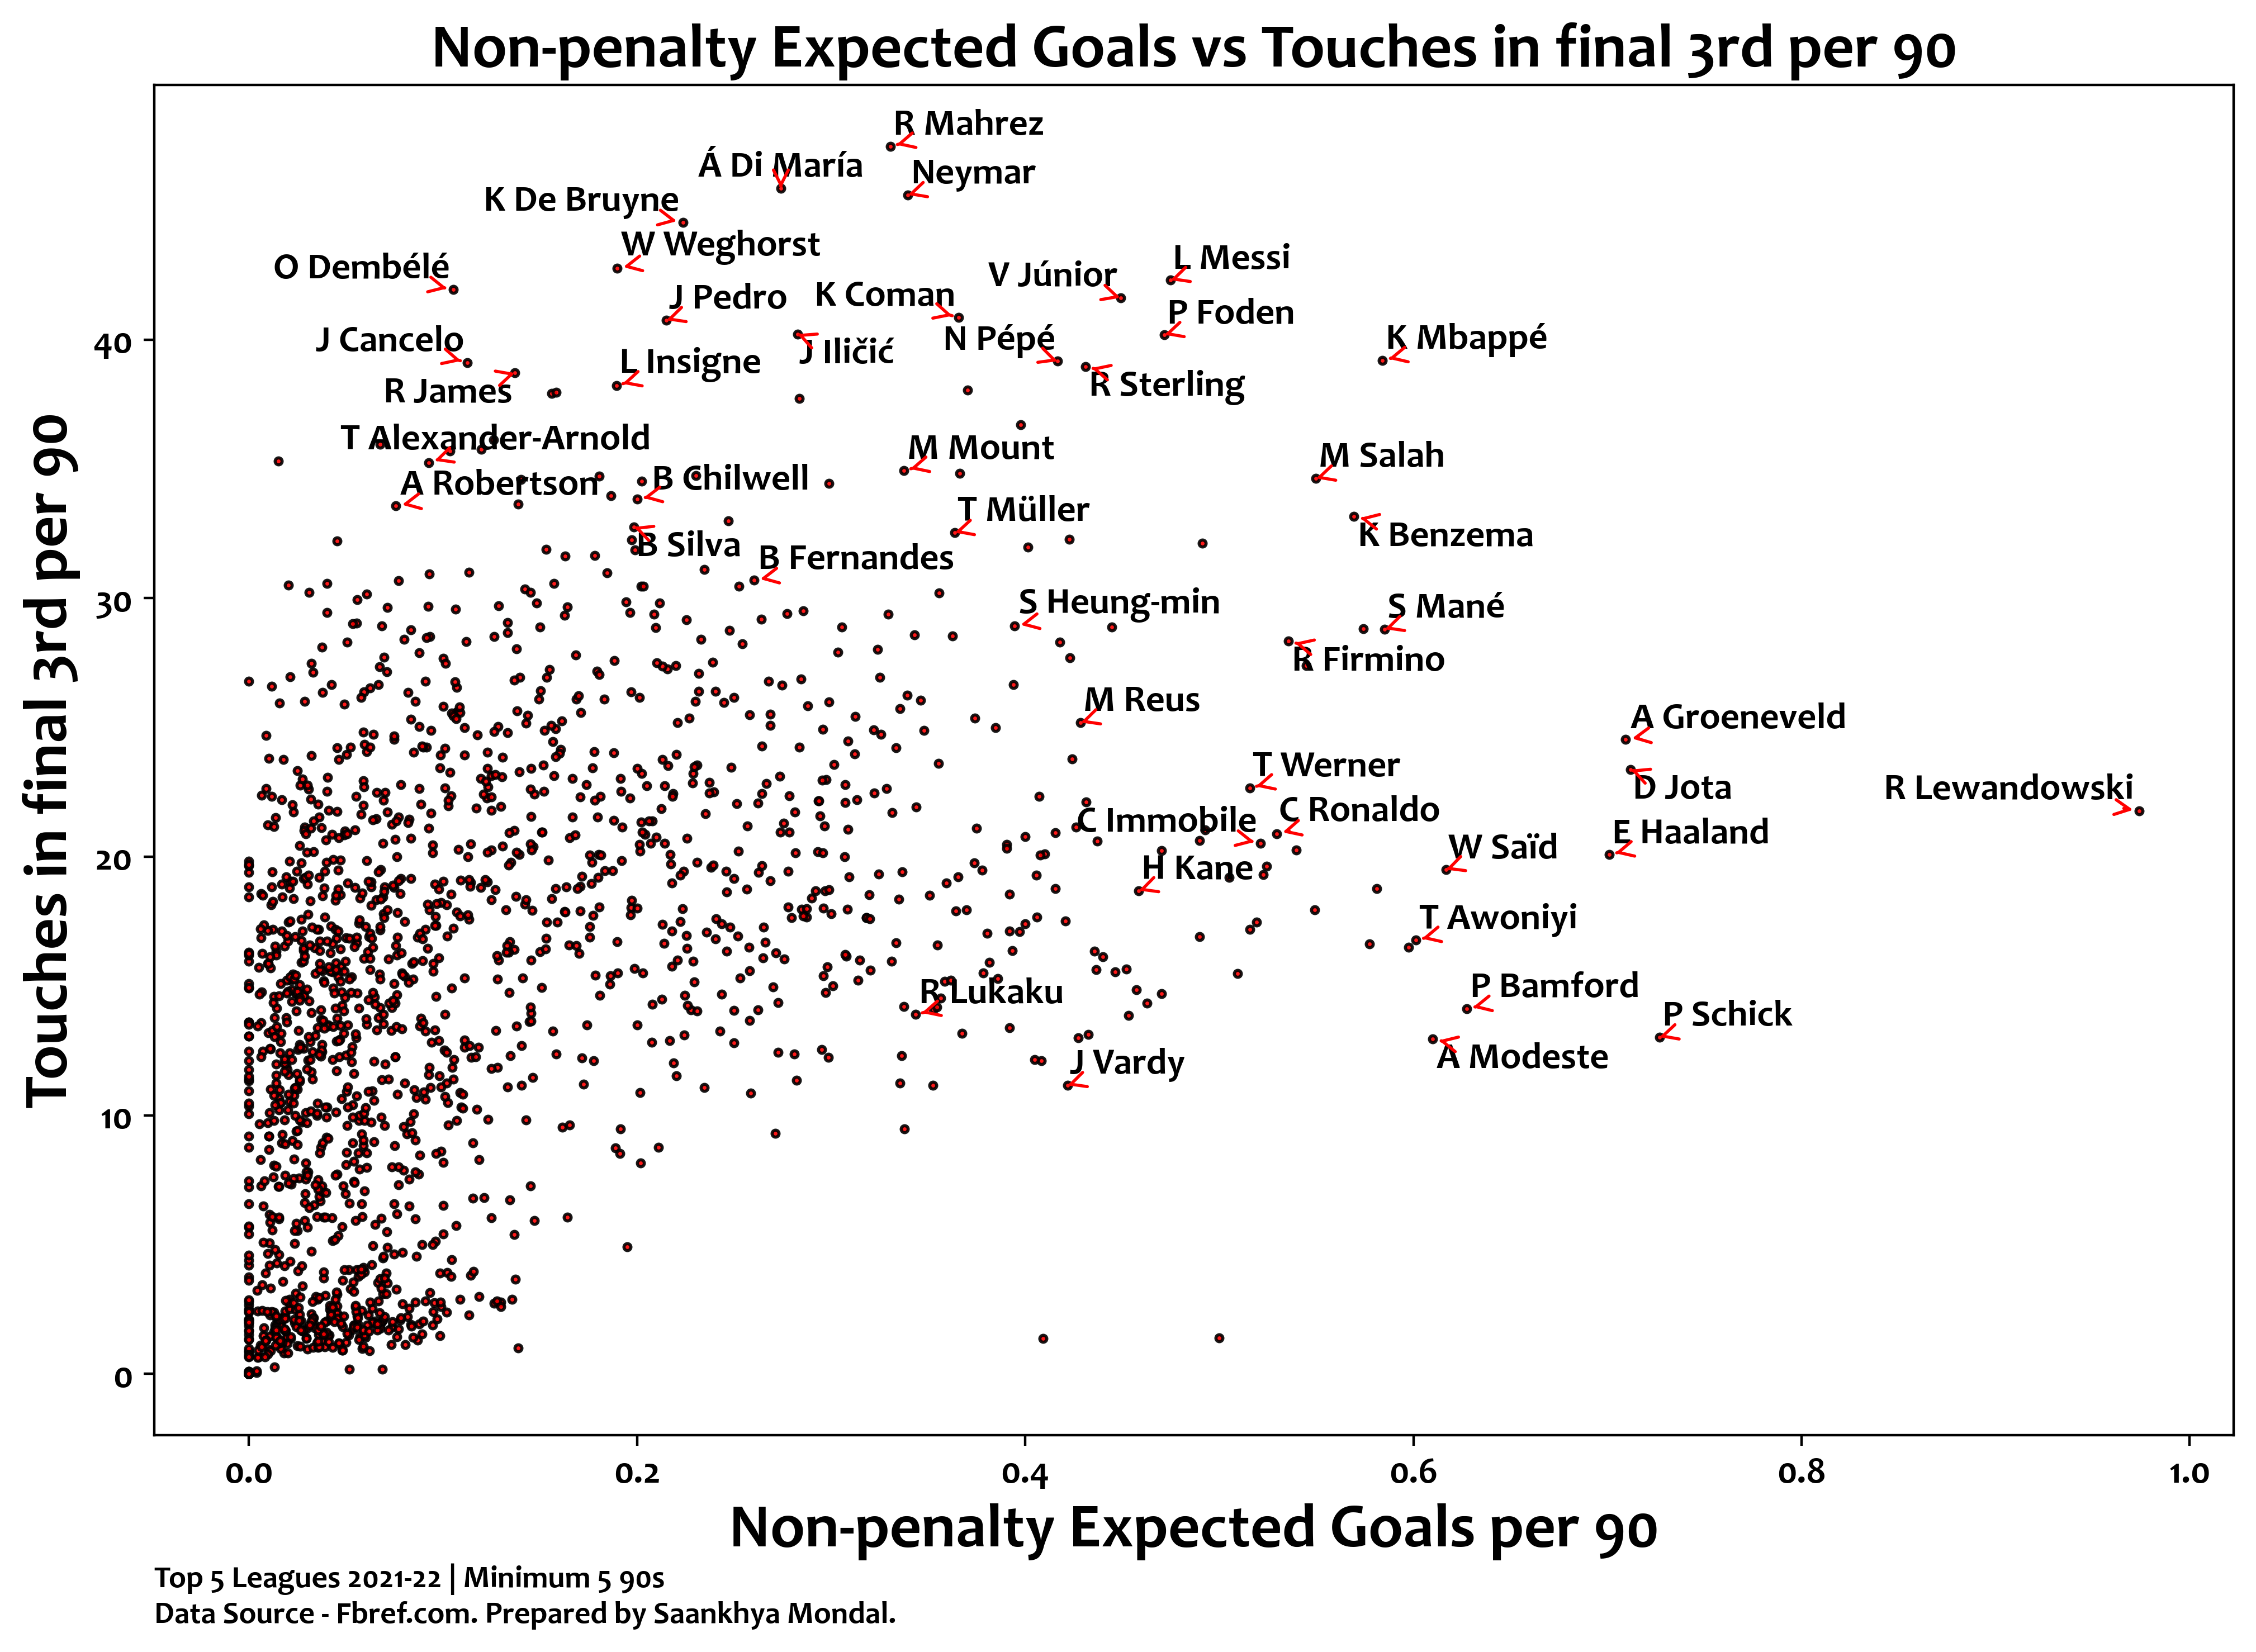 Non-penalty Expected Goals vs Touches in final 3rd per 90
R Mahrez
Á Di María
Neymar
K De Bruyne
W Weghorst
L Messi
O Dembélé
V Júnior
J Pedro
K Coman
P Foden
J Cancelo
N Pépé
K Mbappé
J Iličić
L Insigne
R James
R Sterling
T Alexander-Arnold
M Mount
M Salah
A Robertson
B Chilwell
T Müller
K Benzema
B Silva
B Fernandes
S Heung-min
S Mané
R Firmino
M Reus
A Groeneveld
T Werner
D Jota
R Lewandowski
C Immobile
C Ronaldo
E Haaland
W Saïd
H Kane
T Awoniyi
R Lukaku
P Bamford
P Schick
A Modeste
J Vardy
Touches in final 3rd per 90
40
30
20
10
0
0.0 0.2 0.4 0.6 0.8 1.0
Non-penalty Expected Goals per 90
Top 5 Leagues 2021-22 | Minimum 5 90s
Data Source - Fbref.com. Prepared by Saankhya Mondal.